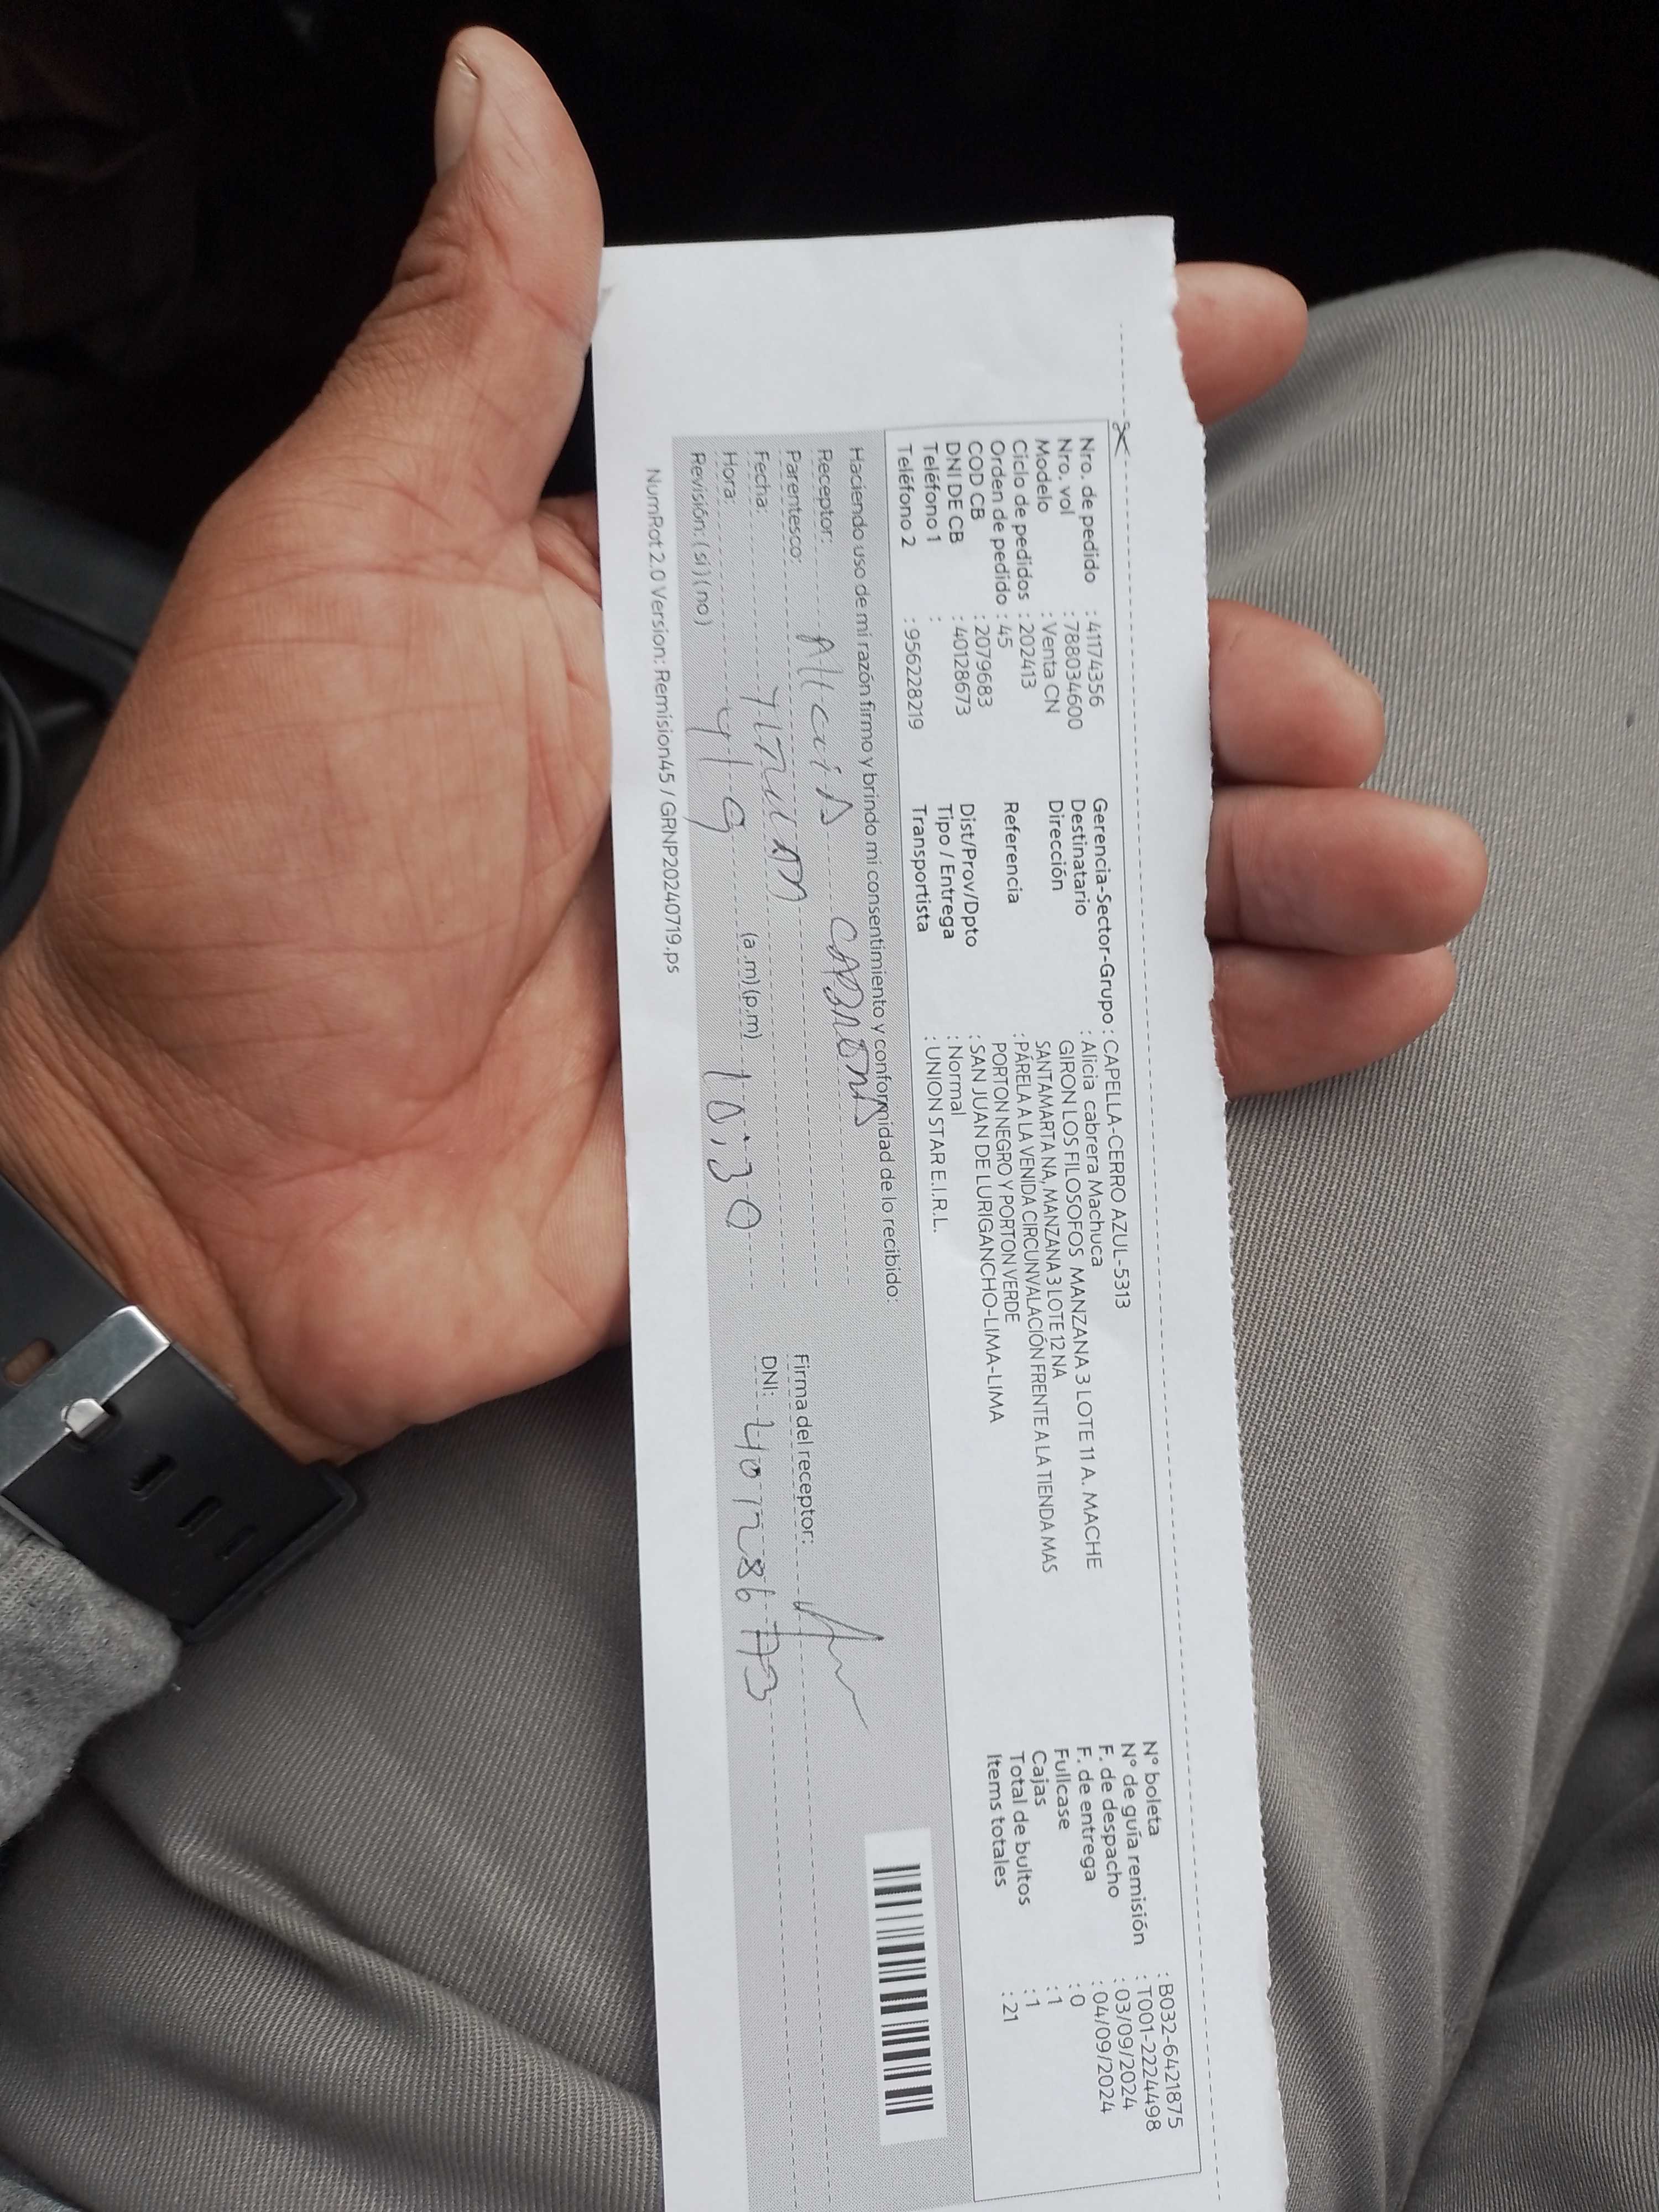 Nro. de pedido : 41174356
Nro. vol : 788034600
Modelo : Venta CN
Ciclo de pedidos : 202413
Orden de pedido : 45
COD CB : 2079683
DNI DE CB : 40128673
Teléfono 1 :
Teléfono 2 : 956228219
Gerencia-Sector-Grupo : CAPELLA-CERRO AZUL-5313
Destinatario : Alicia cabrera Machuca
Dirección GIRON LOS FILOSOFOS MANZANA 3 LOTE 11 A. MACHE
SANTAMARTA NA, MANZANA 3 LOTE 12 NA
Referencia : PÁRELA A LA VENIDA CIRCUNVALACIÓN FRENTE A LA TIENDA MAS
PORTON NEGRO Y PORTON VERDE
Dist/Prov/Dpto : SAN JUAN DE LURIGANCHO-LIMA-LIMA
Tipo / Entrega : Normal
Transportista : UNION STAR E.I.R.L.
N° boleta : B032-6421875
N° de guía remisión : T001-2224498
F. de despacho : 03/09/2024
F. de entrega : 04/09/2024
Fullcase : 0
Cajas : 1
Total de bultos : 1
Items totales : 21
Haciendo uso de mi razón firmo y brindo mi consentimiento y conformidad de lo recibido:
Receptor: Alicia
Parentesco:
Fecha:
Hora: 4/9 (a.m)(p.m) 10:30
Revisión: ( si ) ( no )
Firma del receptor:
DNI: 40128673
NumRot 2.0 Version: Remision45 / GRNP20240719.ps